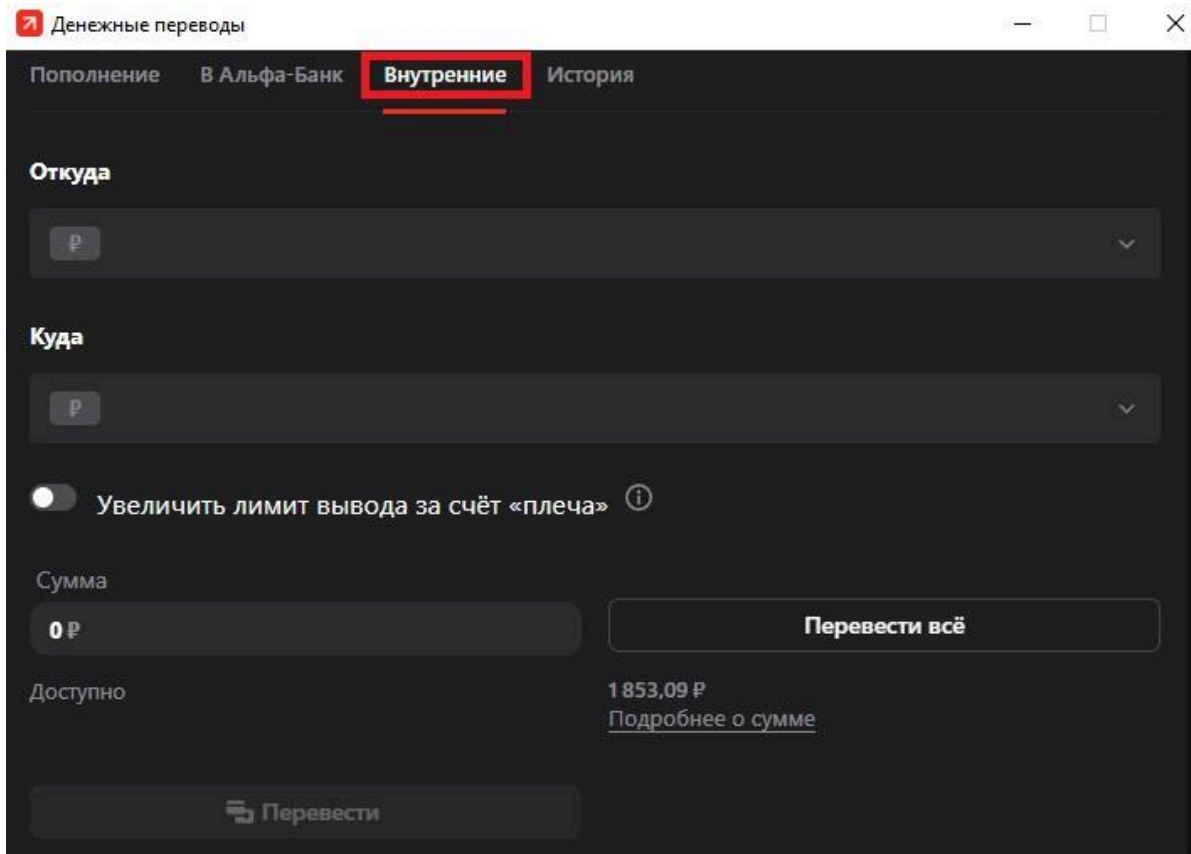 Денежные переводы
Пополнение В Альфа-Банк Внутренние История
Откуда
₽
Куда
₽
Увеличить лимит вывода за счёт «плеча»
Сумма
0 ₽
Перевести всё
Доступно
1 853,09 ₽
Подробнее о сумме
Перевести